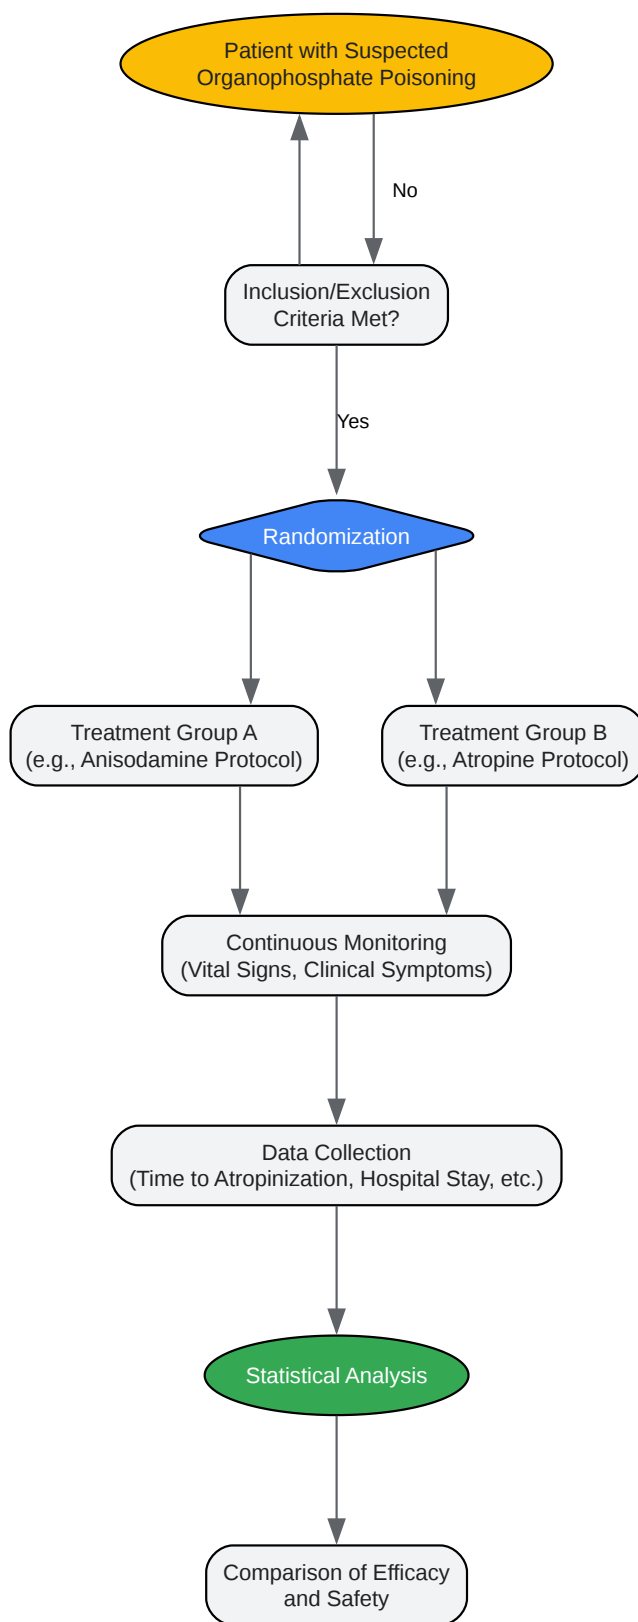 Patient with Suspected
Organophosphate Poisoning
No
Inclusion/Exclusion
Criteria Met?
Yes
Randomization
Treatment Group A
(e.g., Anisodamine Protocol)
Treatment Group B
(e.g., Atropine Protocol)
Continuous Monitoring
(Vital Signs, Clinical Symptoms)
Data Collection
(Time to Atropinization, Hospital Stay, etc.)
Statistical Analysis
Comparison of Efficacy
and Safety